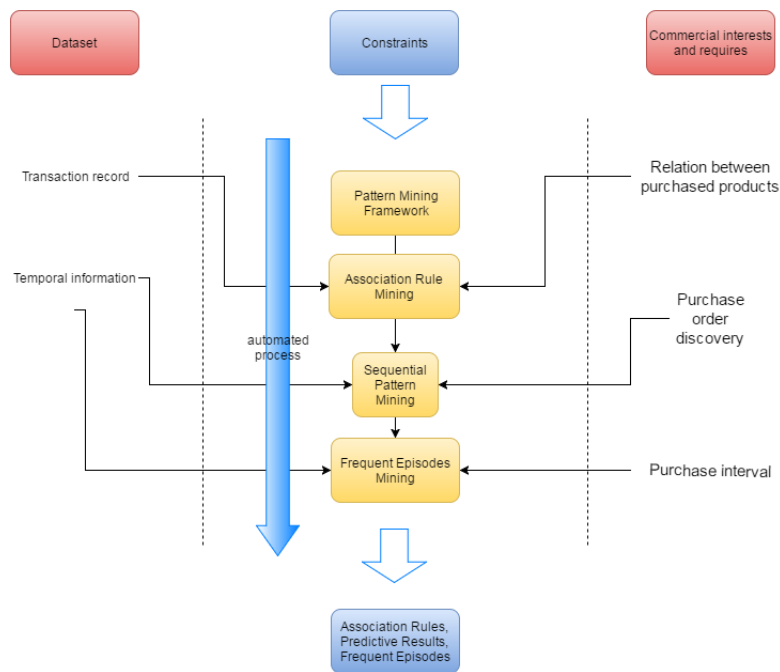 Dataset
Constraints
Commercial interests
and requires
Transaction record
Pattern Mining
Framework
Relation between
purchased products
Temporal information
Association Rule
Mining
Purchase
order
discovery
automated
process
Sequential
Pattern
Mining
Frequent Episodes
Mining
Purchase interval
Association Rules,
Predictive Results,
Frequent Episodes